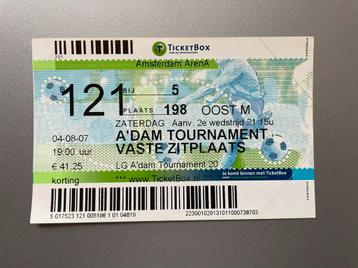 TICKETBOX
Amsterdam ArenA
121
RIJ 5
PLAATS 198 OOST M
ZATERDAG Aanv. 2e wedstrijd 21:15u
04-08-07 A'DAM TOURNAMENT
19:00 uur VASTE ZITPLAATS
€ 41,25 LG A'dam Tournament 20
korting *** www.TicketBox.nl ***
Je komt binnen met TicketBox
5 017523 121 005198 1 01 04819